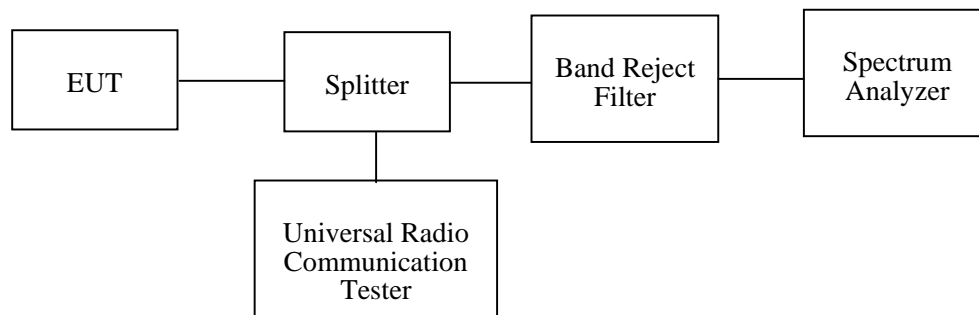 EUT
Splitter
Band Reject
Filter
Spectrum
Analyzer
Universal Radio
Communication
Tester